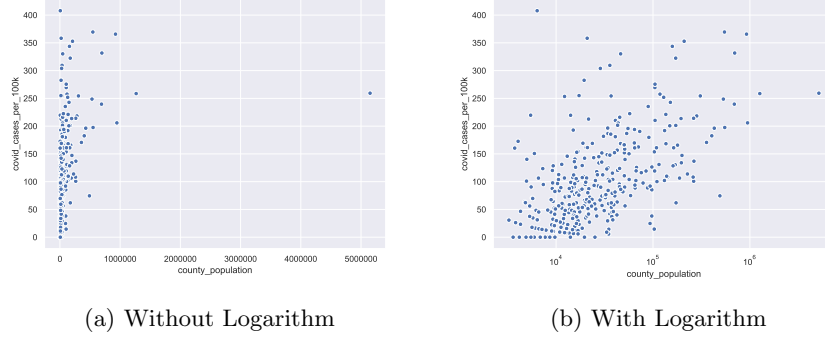 400
350
300
250
200
150
100
50
0
covid_cases_per_100k
0 1000000 2000000 3000000 4000000 5000000
county_population
(a) Without Logarithm
400
350
300
250
200
150
100
50
0
covid_cases_per_100k
10^4 10^5 10^6
county_population
(b) With Logarithm